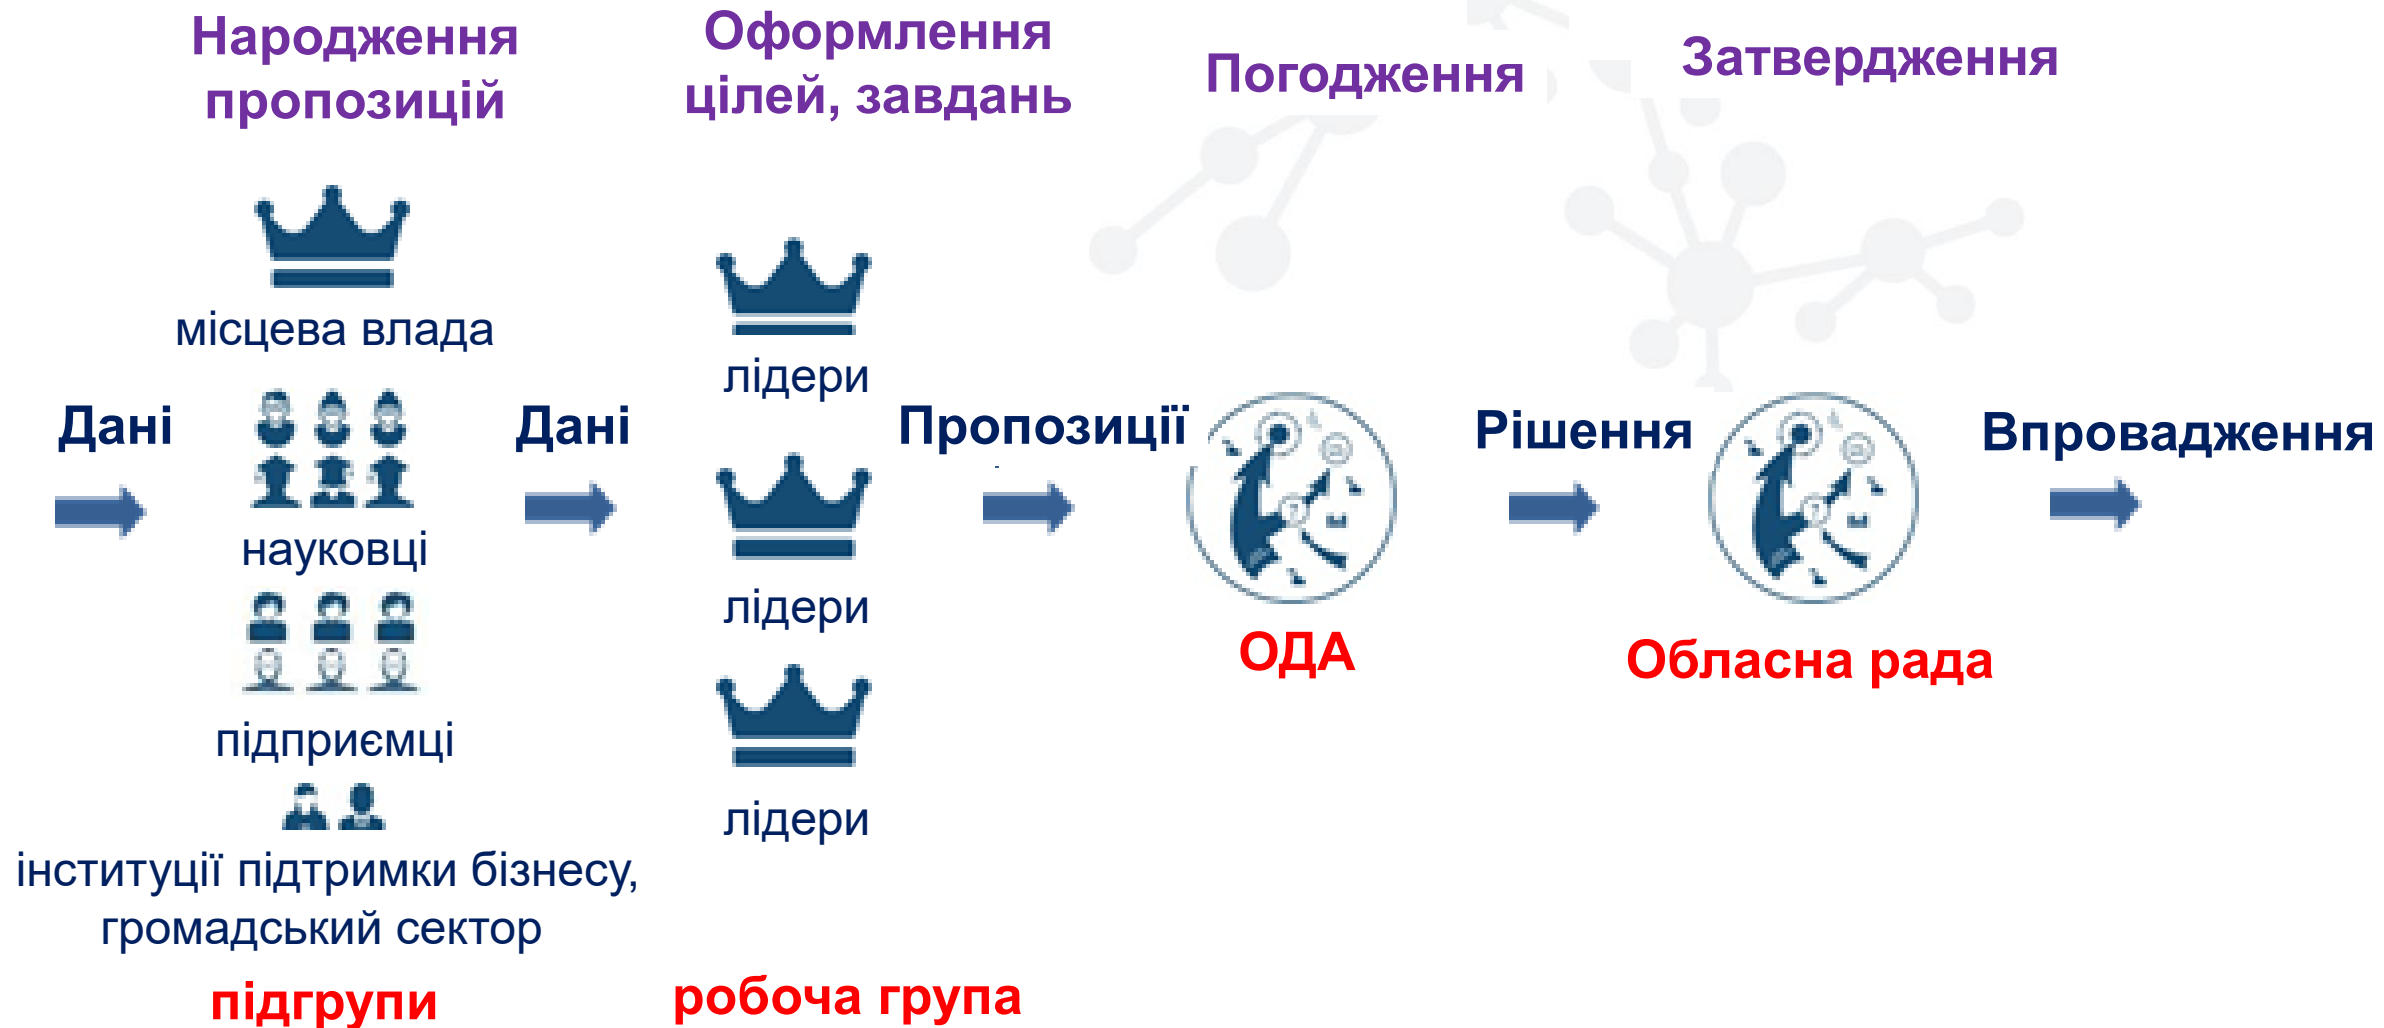 Народження
пропозицій
Оформлення
цілей, завдань
Погодження
Затвердження
Дані
місцева влада
науковці
підприємці
інституції підтримки бізнесу,
громадський сектор
підгрупи
Дані
лідери
лідери
лідери
робоча група
Пропозиції
ОДА
Рішення
Обласна рада
Впровадження